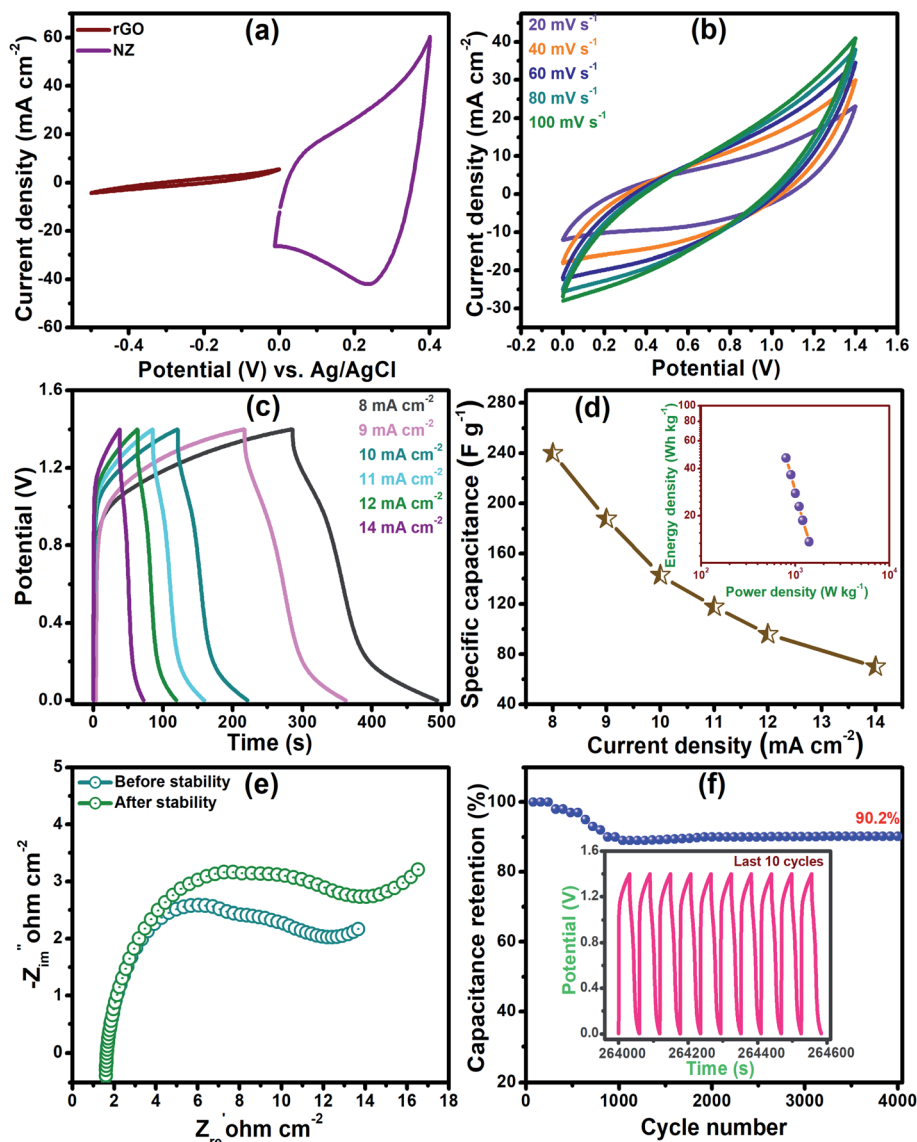 (a)
rGO
NZ
60
40
20
0
-20
-40
-60
-0.4
-0.2
0.0
0.2
0.4
Current density (mA cm⁻²)
Potential (V) vs. Ag/AgCl
(b)
20 mV s⁻¹
40 mV s⁻¹
60 mV s⁻¹
80 mV s⁻¹
100 mV s⁻¹
50
40
30
20
10
0
-10
-20
-30
-0.2 0.0 0.2 0.4 0.6 0.8 1.0 1.2 1.4 1.6
Current density (mA cm⁻²)
Potential (V)
(c)
8 mA cm⁻²
9 mA cm⁻²
10 mA cm⁻²
11 mA cm⁻²
12 mA cm⁻²
14 mA cm⁻²
1.6
1.2
0.8
0.4
0.0
0 100 200 300 400 500
Potential (V)
Time (s)
(d)
280
240
200
160
120
80
40
8 9 10 11 12 13 14
Specific capacitance (F g⁻¹)
Current density (mA cm⁻²)
100
80
60
40
20
10²
10³
10⁴
Energy density (Wh kg⁻¹)
Power density (W kg⁻¹)
(e)
Before stability
After stability
5
4
3
2
1
0
0 2 4 6 8 10 12 14 16 18
-Z_im'' ohm cm⁻²
Z_re' ohm cm⁻²
(f)
90.2%
100
80
60
40
20
0 1000 2000 3000 4000
Capacitance retention (%)
Cycle number
Last 10 cycles
1.6
1.2
0.8
0.4
0.0
264000 264200 264400 264600
Potential (V)
Time (s)